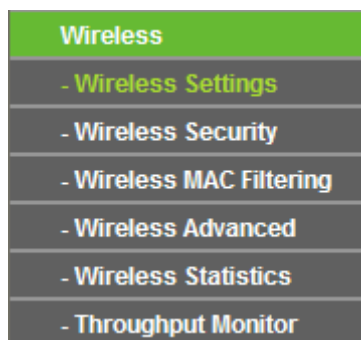 Wireless
- Wireless Settings
- Wireless Security
- Wireless MAC Filtering
- Wireless Advanced
- Wireless Statistics
- Throughput Monitor